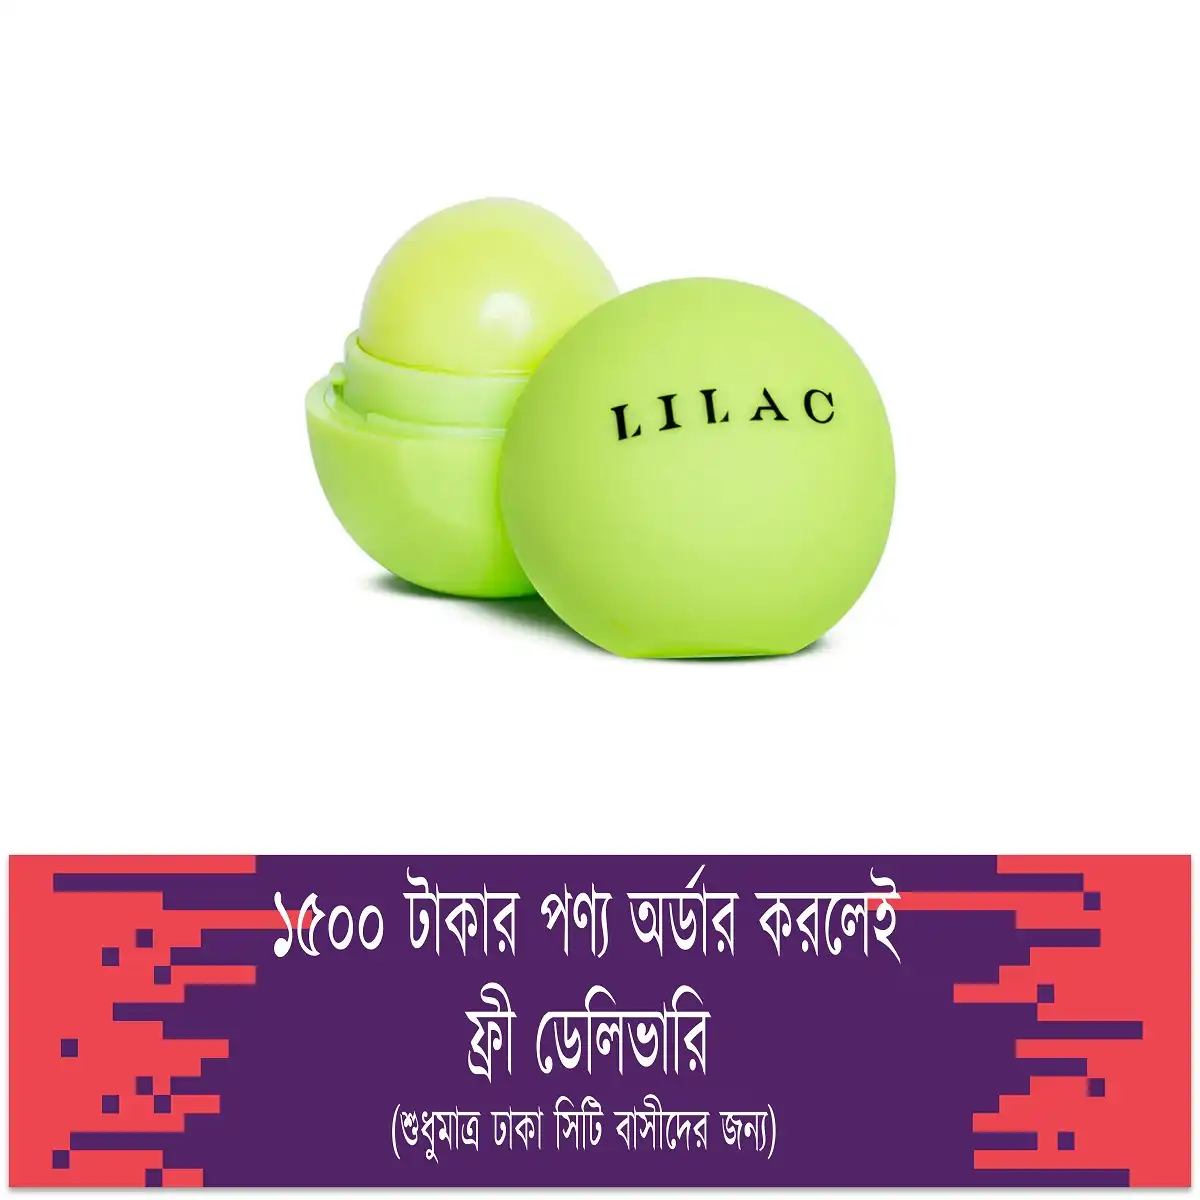 LILAC
১৫০০ টাকার পণ্য অর্ডার করলেই
ফ্রী ডেলিভারি
(শুধুমাত্র ঢাকা সিটি বাসীদের জন্য)